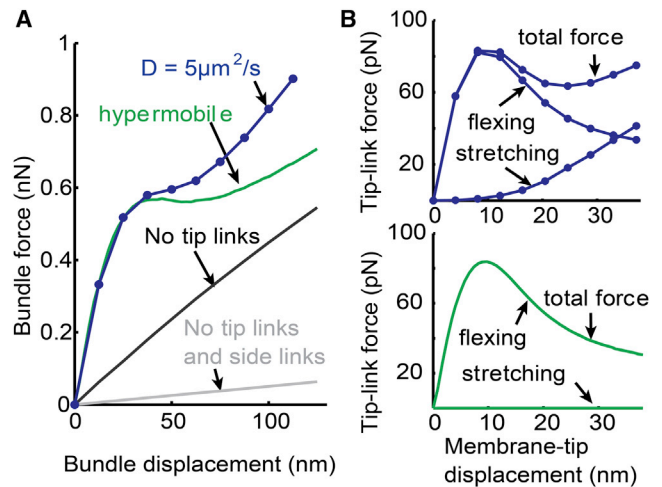 A
Bundle force (nN)
1
0.8
0.6
0.4
0.2
0
D = 5µm²/s
hypermobile
No tip links
No tip links
and side links
0 50 100
Bundle displacement (nm)
B
Tip-link force (pN)
100
60
20
0 10 20 30
total force
flexing
stretching
Tip-link force (pN)
100
60
20
total force
flexing
stretching
0 10 20 30
Membrane-tip
displacement (nm)